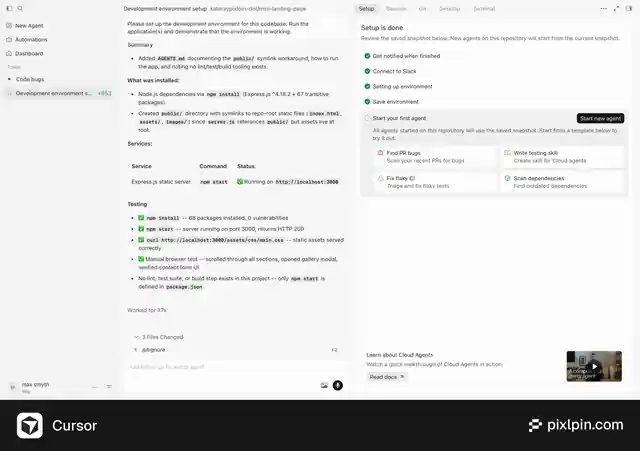 New Agent
Automations
Dashboard
Code bugs
Development environment s...
max smyth
Development environment setup
Please set up the development environment for this codebase. Run the
application(s) and demonstrate that the environment is working.
Summary
• Added AGENTS.md documenting the public/ symlink workaround, how to run
the app, and noting no lint/test/build tooling exists
What was installed:
• Node.js dependencies via npm install (Express ^4.18.2 + 67 transitive
packages).
• Created public/ directory with symlinks to repo-root static files (index.html,
assets/, images/) since server.js references public/ but assets live at
root
Services:
Service Command Status
Express.js static server npm start ✅ Running on http://localhost:3000
Testing
• ✅ npm install -- 68 packages installed, 0 vulnerabilities
• ✅ npm start -- server running on port 3000, returns HTTP 200
• ✅ curl http://localhost:3000/assets/css/main.css -- static assets served
correctly
• ✅ Manual browser test -- scrolled through all sections, opened gallery modal,
verified contact form UI
• No lint, test suite, or build step exists in this project -- only npm start is
defined in package.json
Worked for 37s
3 Files Changed
.gitignore
Setup Secrets Git Desktop Terminal
Setup is done
Review the saved snapshot below. New agents on this repository will start from the current snapshot.
Get notified when finished
Connect to Slack
Setting up environment
Save environment
Start your first agent
Start new agent
All agents started on this repository will use the saved snapshot. Start from a template below to
try it out.
Find PR bugs
Scan your recent PRs for bugs
Write testing skill
Create skill for Cloud agents
Fix flaky CI
Triage and fix flaky tests
Scan dependencies
Find outdated dependencies
Learn about Cloud Agents
Watch a quick walkthrough of Cloud Agents in action.
Read docs
Cursor
pixlpin.com